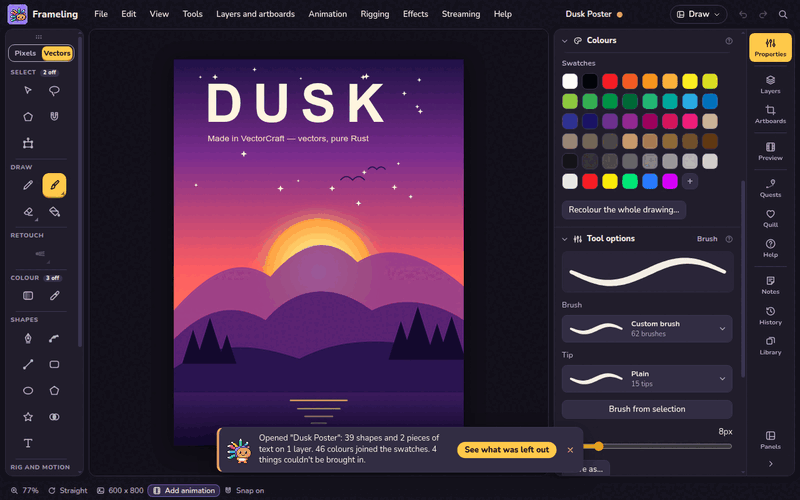 Frameling
File Edit View Tools Layers and artboards Animation Rigging Effects Streaming Help
Dusk Poster
Draw
Pixels Vectors
SELECT 2 off
DRAW
RETOUCH
COLOUR 3 off
SHAPES
RIG AND MOTION
DUSK
Made in VectorCraft — vectors, pure Rust
Opened "Dusk Poster": 39 shapes and 2 pieces of
text on 1 layer. 46 colours joined the swatches. 4
things couldn't be brought in.
See what was left out
Colours
Swatches
Recolour the whole drawing...
Tool options Brush
Brush
Custom brush
62 brushes
Tip
Plain
15 tips
Brush from selection
8px
Properties
Layers
Artboards
Preview
Quests
Quill
Help
Notes
History
Library
Panels
77% Straight 600 x 800 Add animation Snap on